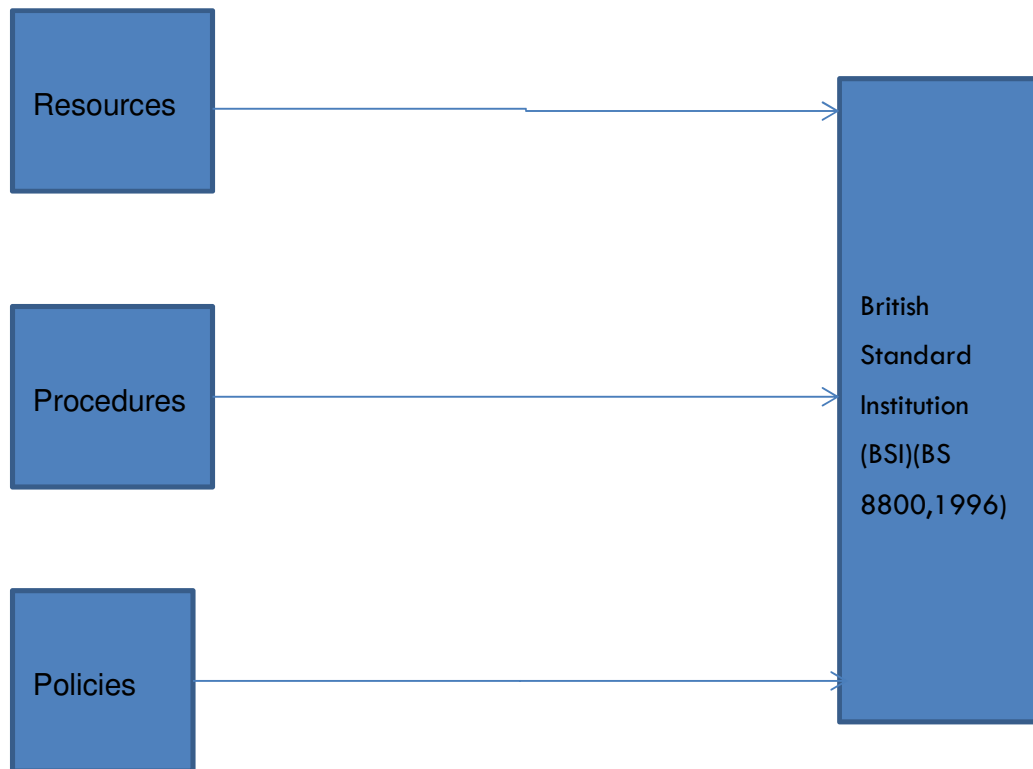 Resources
Procedures
Policies
British
Standard
Institution
(BSI)(BS
8800,1996)